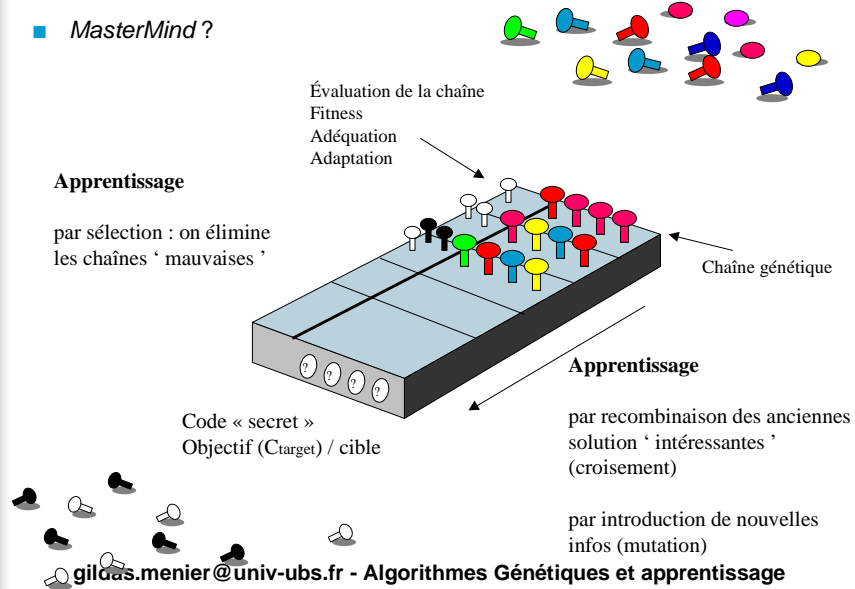 MasterMind ?
Évaluation de la chaîne
Fitness
Adéquation
Adaptation
Apprentissage
par sélection : on élimine
les chaînes ‘ mauvaises ’
Chaîne génétique
? ? ? ?
Code « secret »
Objectif (Ctarget) / cible
Apprentissage
par recombinaison des anciennes
solution ‘ intéressantes ’
(croisement)
par introduction de nouvelles
infos (mutation)
gildas.menier@univ-ubs.fr - Algorithmes Génétiques et apprentissage